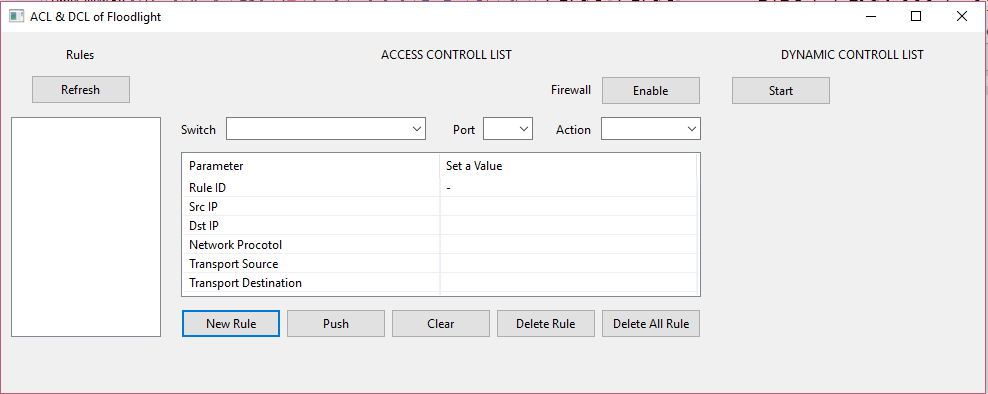 ACL & DCL of Floodlight
Rules
ACCESS CONTROLL LIST
DYNAMIC CONTROLL LIST
Refresh
Firewall
Enable
Start
Switch
Port
Action
Parameter Set a Value
Rule ID -
Src IP
Dst IP
Network Procotol
Transport Source
Transport Destination
New Rule
Push
Clear
Delete Rule
Delete All Rule